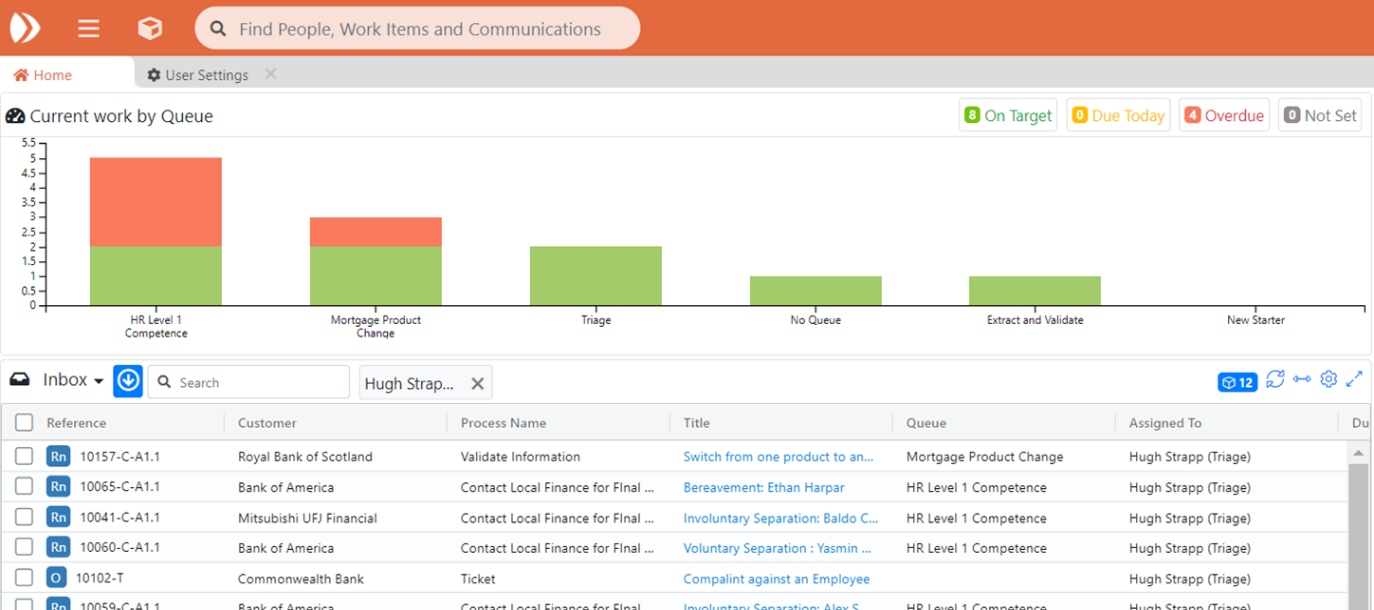 Find People, Work Items and Communications
Home
User Settings
Current work by Queue
8 On Target
0 Due Today
4 Overdue
0 Not Set
5.5
5
4.5
4
3.5
3
2.5
2
1.5
1
0.5
0
HR Level 1
Competence
Mortgage Product
Change
Triage
No Queue
Extract and Validate
New Starter
Inbox
Search
Hugh Strap...
12
Reference Customer Process Name Title Queue Assigned To Du
Rn 10157-C-A1.1 Royal Bank of Scotland Validate Information Switch from one product to an... Mortgage Product Change Hugh Strapp (Triage)
Rn 10065-C-A1.1 Bank of America Contact Local Finance for FInal ... Bereavement: Ethan Harpar HR Level 1 Competence Hugh Strapp (Triage)
Rn 10041-C-A1.1 Mitsubishi UFJ Financial Contact Local Finance for FInal ... Involuntary Separation: Baldo C... HR Level 1 Competence Hugh Strapp (Triage)
Rn 10060-C-A1.1 Bank of America Contact Local Finance for FInal ... Voluntary Separation : Yasmin ... HR Level 1 Competence Hugh Strapp (Triage)
O 10102-T Commonwealth Bank Ticket Compalint against an Employee Hugh Strapp (Triage)
Rn 10059-C-A1.1 Bank of America Contact Local Finance for FInal ... Involuntary Separation: Alex S... HR Level 1 Competence Hugh Strapp (Triage)